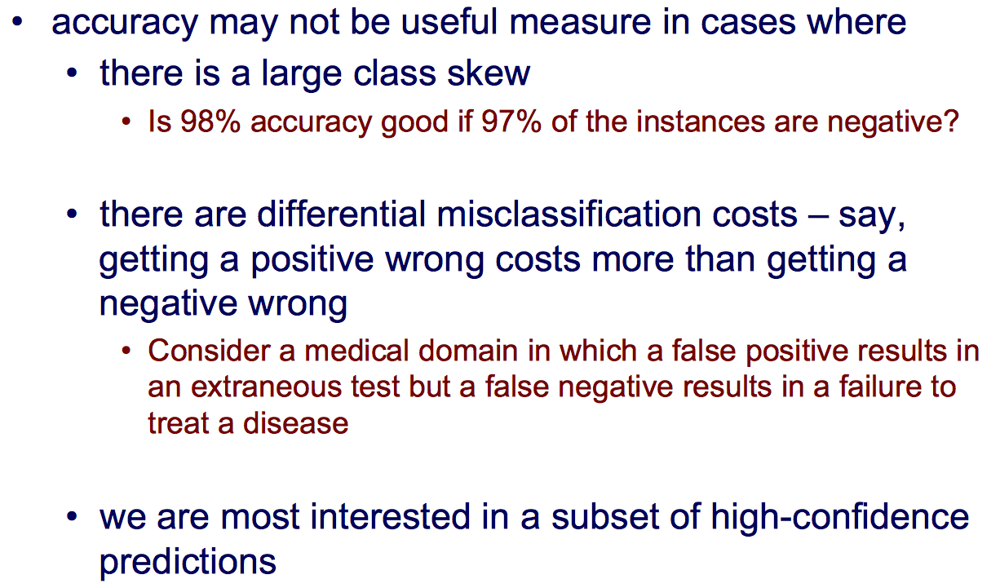 • accuracy may not be useful measure in cases where
• there is a large class skew
• Is 98% accuracy good if 97% of the instances are negative?
• there are differential misclassification costs – say,
getting a positive wrong costs more than getting a
negative wrong
• Consider a medical domain in which a false positive results in
an extraneous test but a false negative results in a failure to
treat a disease
• we are most interested in a subset of high-confidence
predictions